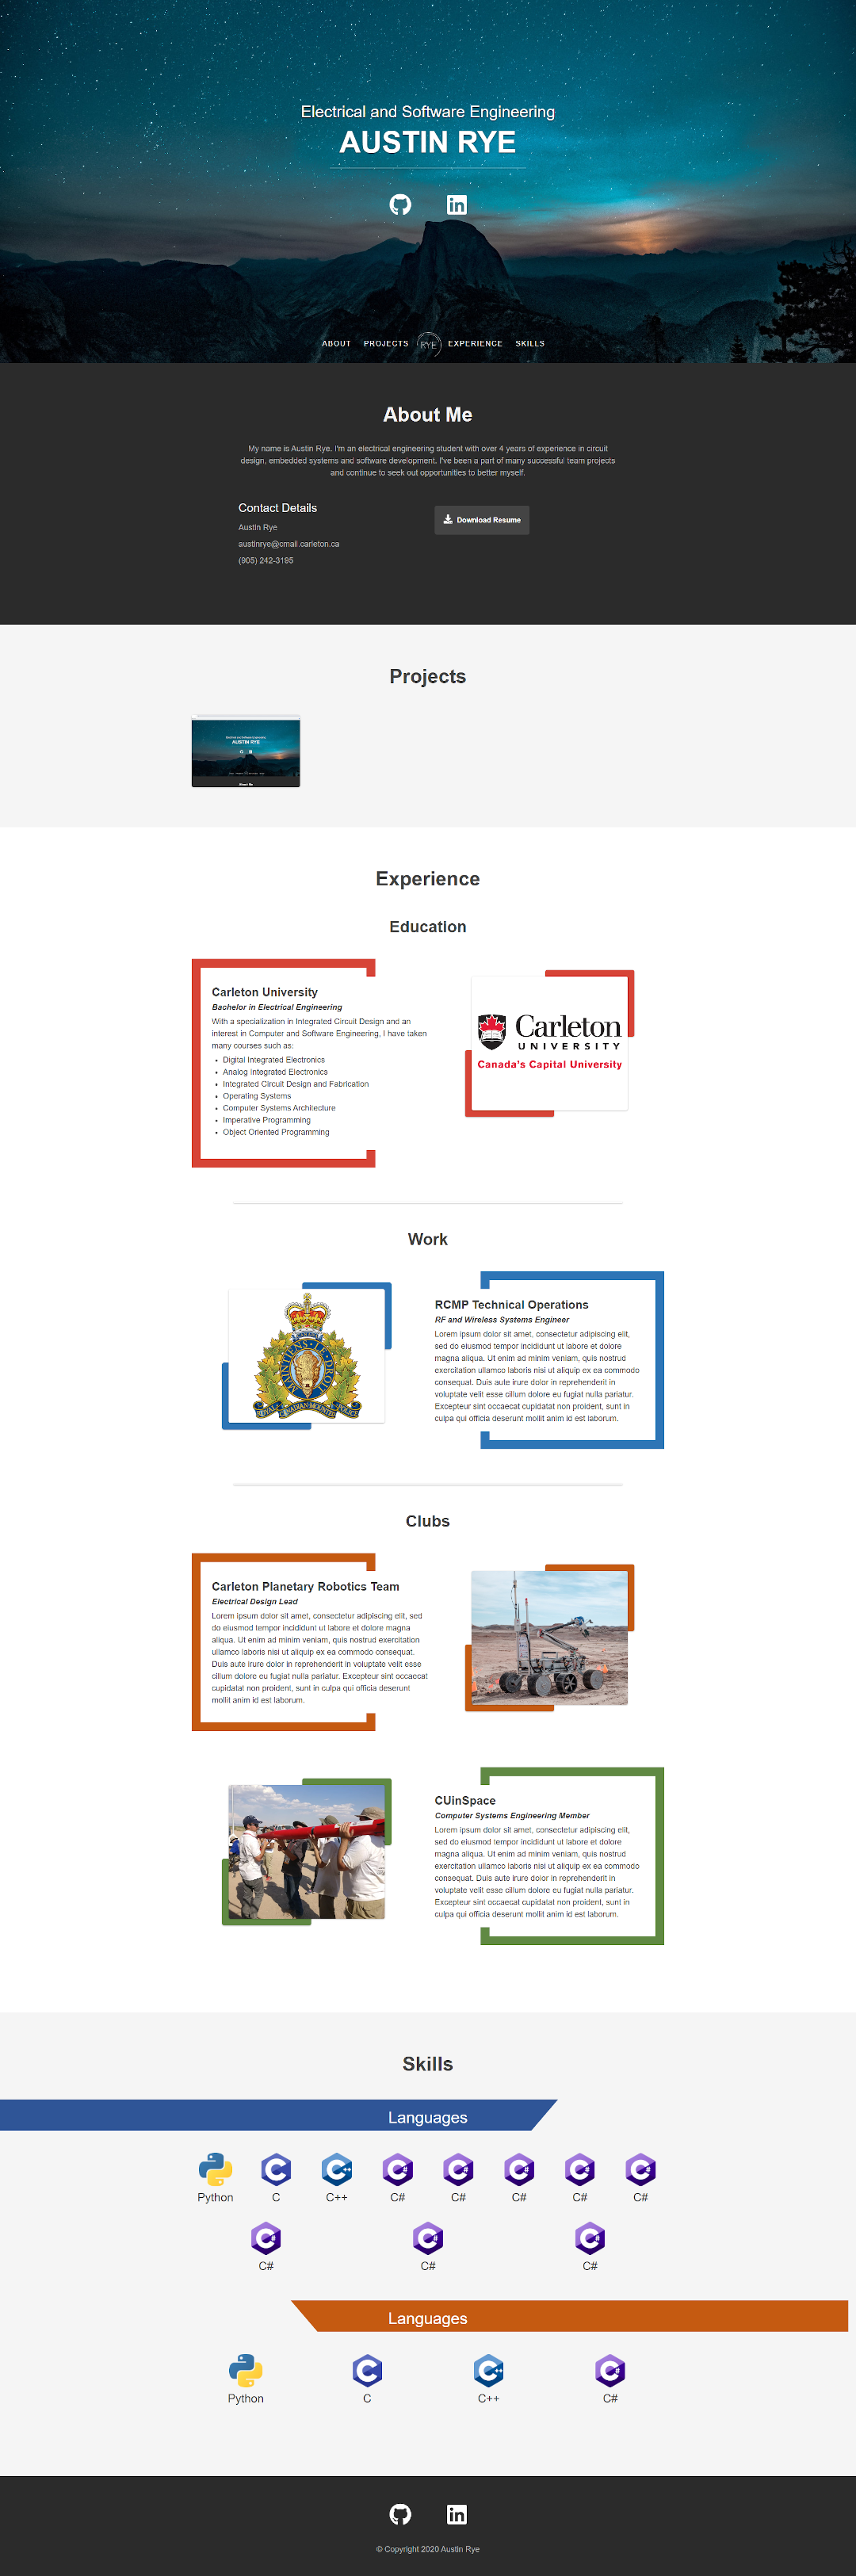 Electrical and Software Engineering
AUSTIN RYE
in
ABOUT PROJECTS RYE EXPERIENCE SKILLS
About Me
My name is Austin Rye. I'm an electrical engineering student with over 4 years of experience in circuit
design, embedded systems and software development. I've been a part of many successful team projects
and continue to seek out opportunities to better myself.
Contact Details
Austin Rye
austinrye@cmail.carleton.ca
(905) 242-3195
Download Resume
Projects
AUSTIN RYE
Experience
Education
Carleton University
Bachelor in Electrical Engineering
With a specialization in Integrated Circuit Design and an
interest in Computer and Software Engineering, I have taken
many courses such as:
Digital Integrated Electronics
Analog Integrated Electronics
Integrated Circuit Design and Fabrication
Operating Systems
Computer Systems Architecture
Imperative Programming
Object Oriented Programming
Carleton
UNIVERSITY
Canada's Capital University
Work
MAINTIENS LE DROIT
CANADIAN MOUNTED
RCMP Technical Operations
RF and Wireless Systems Engineer
Lorem ipsum dolor sit amet, consectetur adipiscing elit,
sed do eiusmod tempor incididunt ut labore et dolore
magna aliqua. Ut enim ad minim veniam, quis nostrud
exercitation ullamco laboris nisi ut aliquip ex ea commodo
consequat. Duis aute irure dolor in reprehenderit in
voluptate velit esse cillum dolore eu fugiat nulla pariatur.
Excepteur sint occaecat cupidatat non proident, sunt in
culpa qui officia deserunt mollit anim id est laborum.
Clubs
Carleton Planetary Robotics Team
Electrical Design Lead
Lorem ipsum dolor sit amet, consectetur adipiscing elit, sed
do eiusmod tempor incididunt ut labore et dolore magna
aliqua. Ut enim ad minim veniam, quis nostrud exercitation
ullamco laboris nisi ut aliquip ex ea commodo consequat.
Duis aute irure dolor in reprehenderit in voluptate velit esse
cillum dolore eu fugiat nulla pariatur. Excepteur sint occaecat
cupidatat non proident, sunt in culpa qui officia deserunt
mollit anim id est laborum.
CUinSpace
Computer Systems Engineering Member
Lorem ipsum dolor sit amet, consectetur adipiscing elit,
sed do eiusmod tempor incididunt ut labore et dolore
magna aliqua. Ut enim ad minim veniam, quis nostrud
exercitation ullamco laboris nisi ut aliquip ex ea commodo
consequat. Duis aute irure dolor in reprehenderit in
voluptate velit esse cillum dolore eu fugiat nulla pariatur.
Excepteur sint occaecat cupidatat non proident, sunt in
culpa qui officia deserunt mollit anim id est laborum.
Skills
Languages
Python C C++ C# C# C# C# C#
C# C# C#
Languages
Python C C++ C#
in
© Copyright 2020 Austin Rye